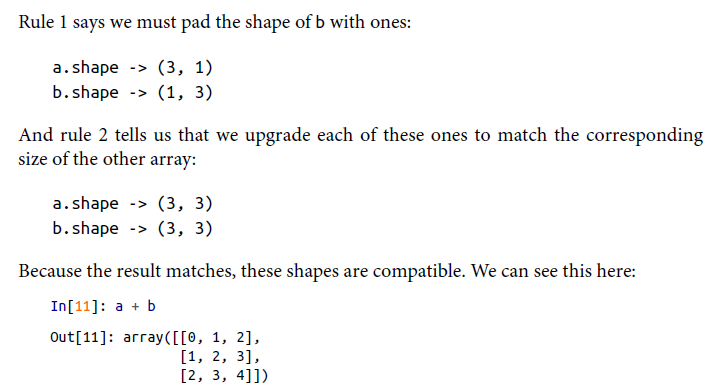 Rule 1 says we must pad the shape of b with ones:
a.shape -> (3, 1)
b.shape -> (1, 3)
And rule 2 tells us that we upgrade each of these ones to match the corresponding
size of the other array:
a.shape -> (3, 3)
b.shape -> (3, 3)
Because the result matches, these shapes are compatible. We can see this here:
In[11]: a + b
Out[11]: array([[0, 1, 2],
[1, 2, 3],
[2, 3, 4]])